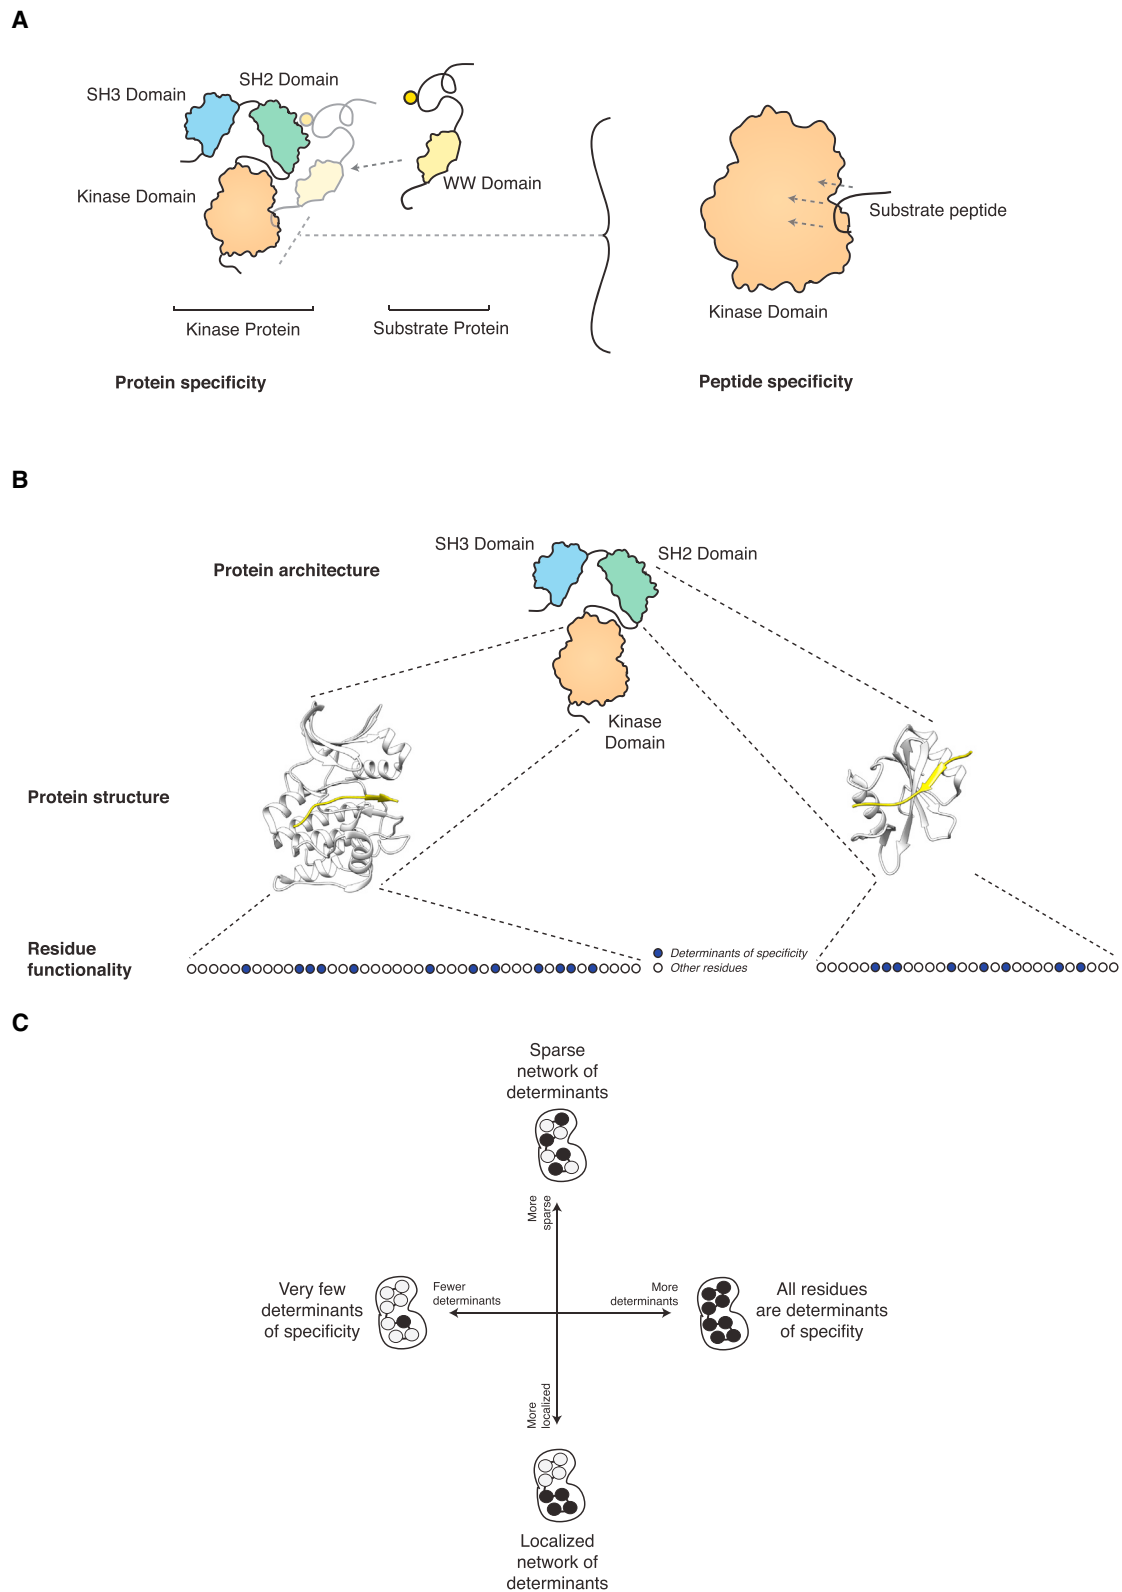 A
SH2 Domain
SH3 Domain
Kinase Domain
WW Domain
Substrate peptide
Kinase Domain
Kinase Protein
Substrate Protein
Protein specificity
Peptide specificity
B
SH3 Domain
SH2 Domain
Protein architecture
Kinase
Domain
Protein structure
Residue
functionality
Determinants of specificity
Other residues
C
Sparse
network of
determinants
More
sparse
Very few
determinants
of specificity
Fewer
determinants
More
determinants
All residues
are determinants
of specifity
More
localized
Localized
network of
determinants